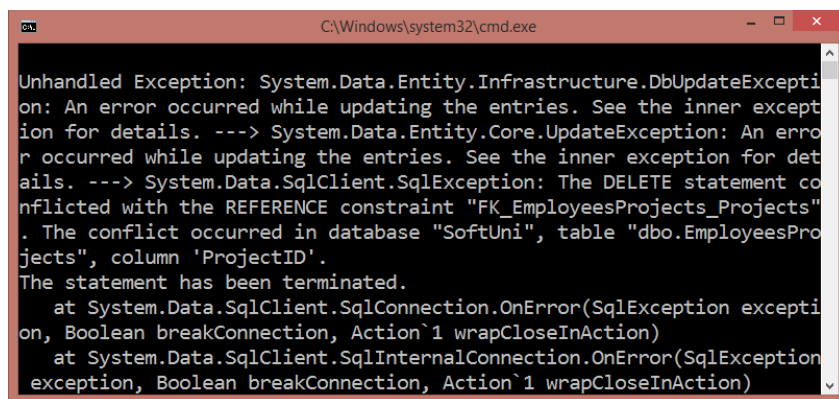 C:\Windows\system32\cmd.exe
Unhandled Exception: System.Data.Entity.Infrastructure.DbUpdateExcepti
on: An error occurred while updating the entries. See the inner except
ion for details. ---> System.Data.Entity.Core.UpdateException: An erro
r occurred while updating the entries. See the inner exception for det
ails. ---> System.Data.SqlClient.SqlException: The DELETE statement co
nflicted with the REFERENCE constraint "FK_EmployeesProjects_Projects"
. The conflict occurred in database "SoftUni", table "dbo.EmployeesPro
jects", column 'ProjectID'.
The statement has been terminated.
   at System.Data.SqlClient.SqlConnection.OnError(SqlException excepti
on, Boolean breakConnection, Action`1 wrapCloseInAction)
   at System.Data.SqlClient.SqlInternalConnection.OnError(SqlException
 exception, Boolean breakConnection, Action`1 wrapCloseInAction)